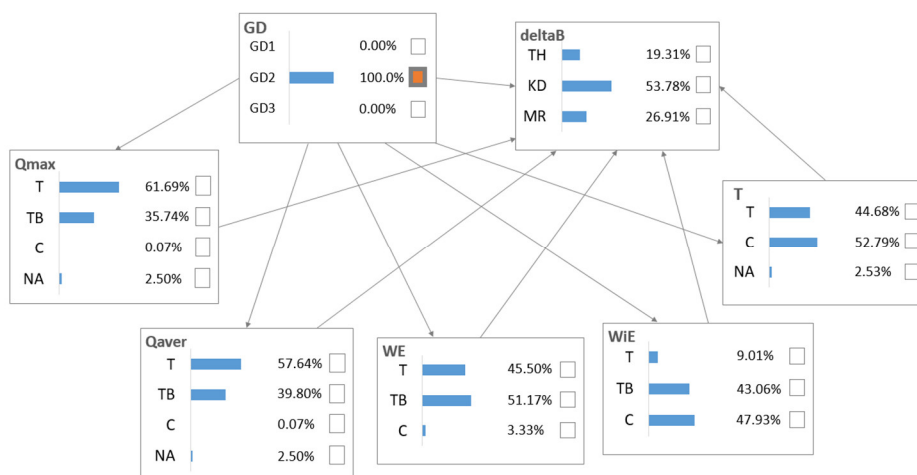 GD
GD1 0.00%
GD2 100.0%
GD3 0.00%
deltaB
TH 19.31%
KD 53.78%
MR 26.91%
Qmax
T 61.69%
TB 35.74%
C 0.07%
NA 2.50%
T
T 44.68%
C 52.79%
NA 2.53%
Qaver
T 57.64%
TB 39.80%
C 0.07%
NA 2.50%
WE
T 45.50%
TB 51.17%
C 3.33%
WiE
T 9.01%
TB 43.06%
C 47.93%